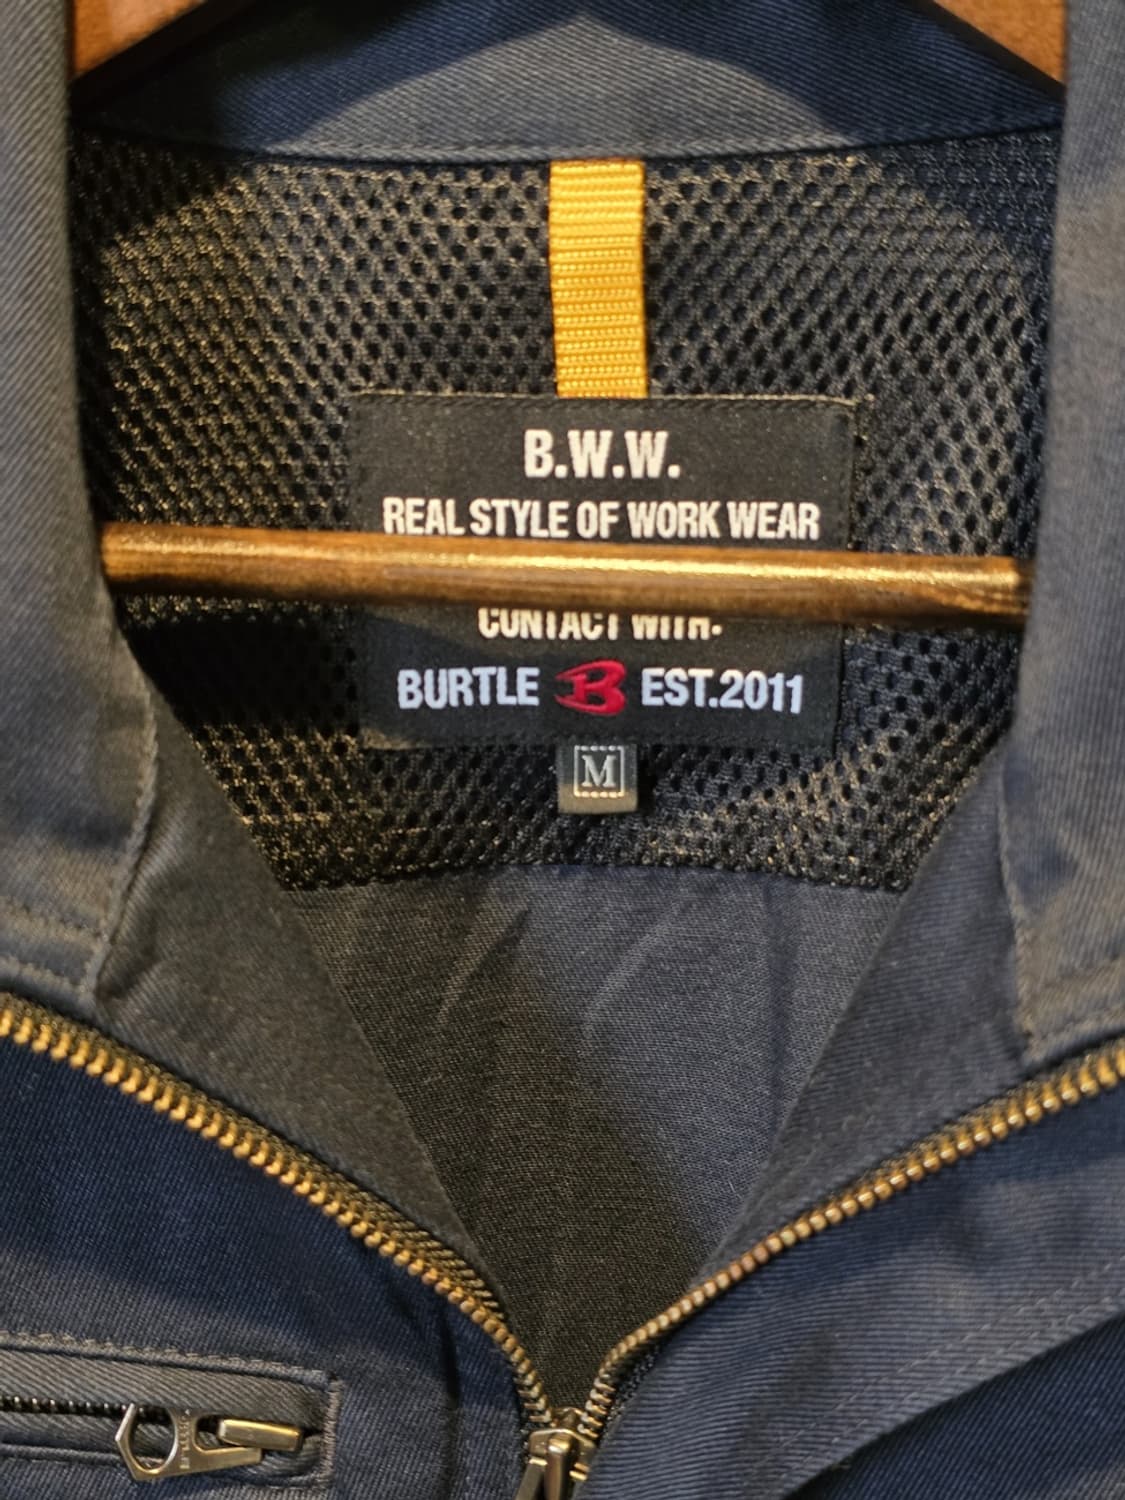 B.W.W.
REAL STYLE OF WORK WEAR
CONTACT WITH.
BURTLE B EST.2011
M